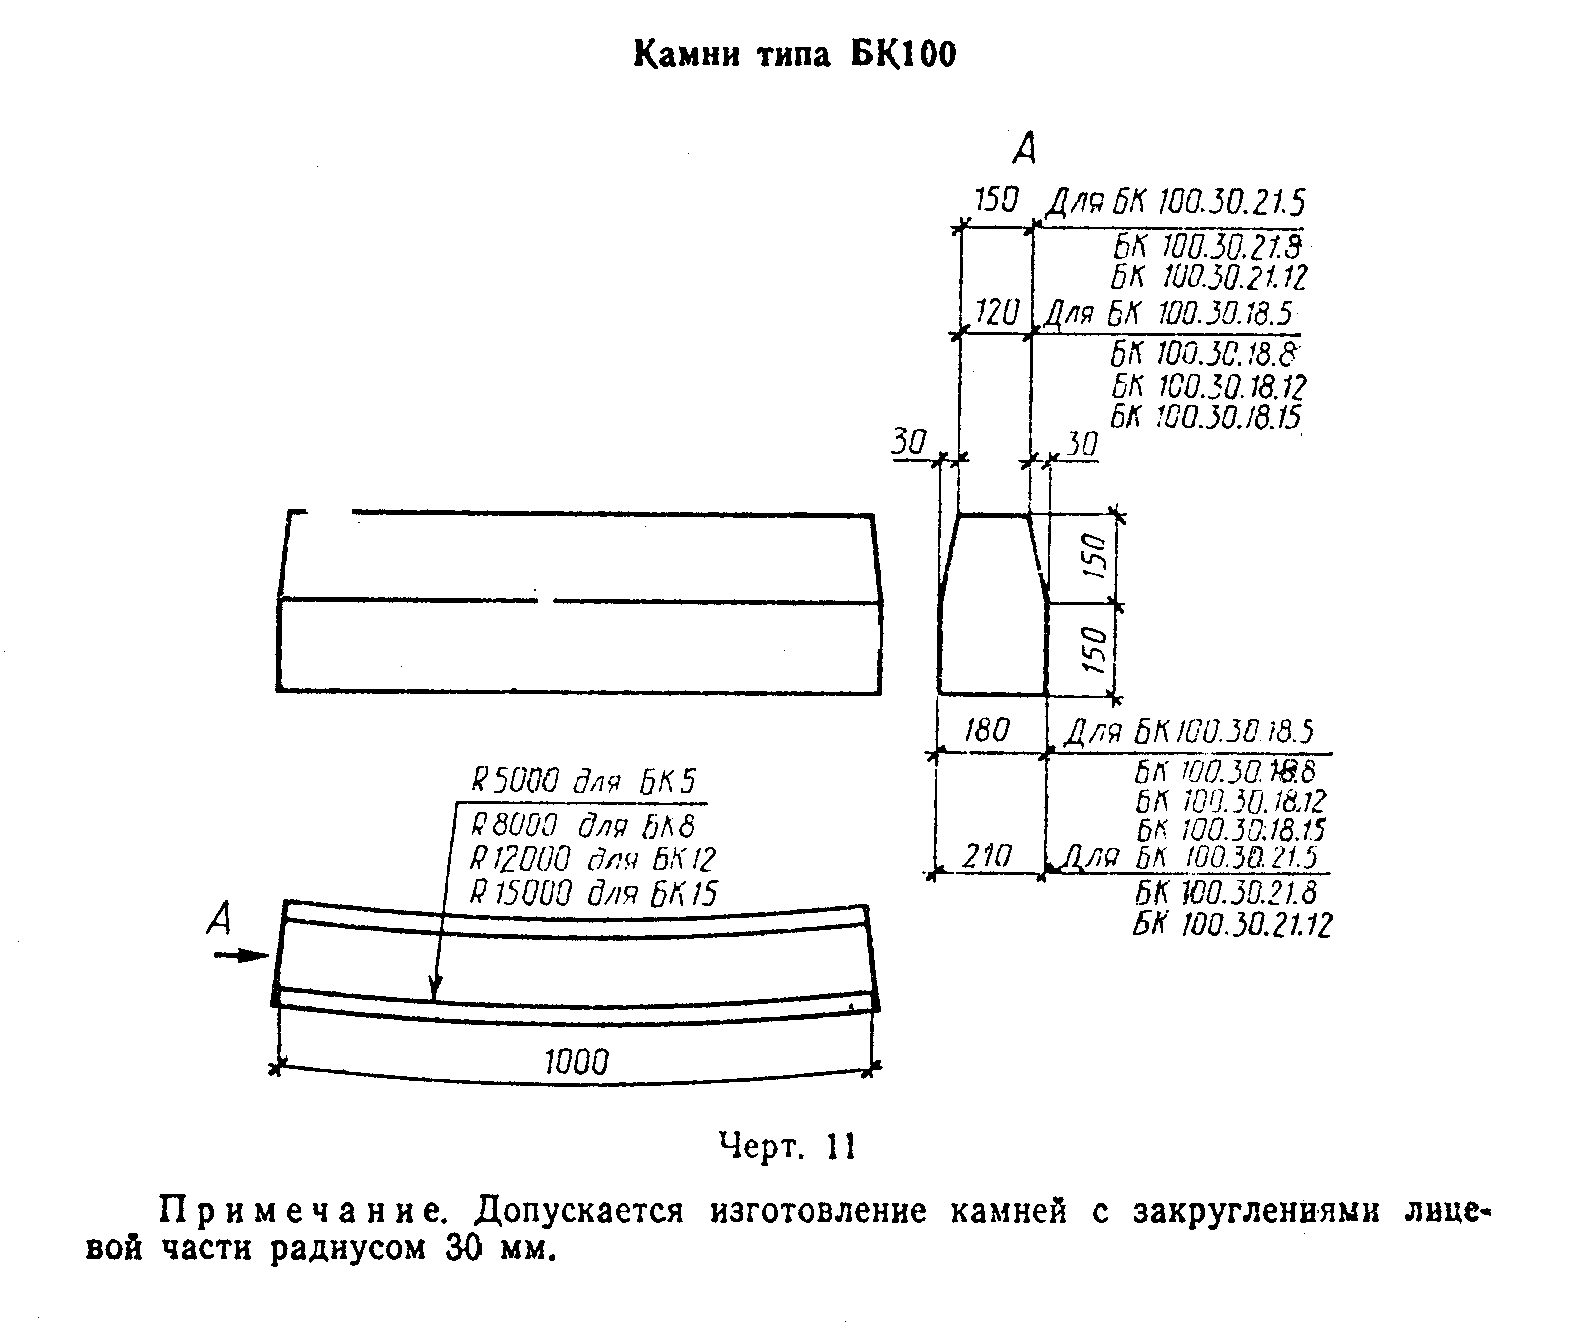 Камни типа БК100
А
150 Для БК 100.30.21.5
БК 100.30.21.8
БК 100.30.21.12
120 Для БК 100.30.18.5
БК 100.30.18.8
БК 100.30.18.12
БК 100.30.18.15
30 30
150
150
180 Для БК 100.30.18.5
БК 100.30.18.8
БК 100.30.18.12
БК 100.30.18.15
210 Для БК 100.30.21.5
БК 100.30.21.8
БК 100.30.21.12
R5000 для БК5
R8000 для БК8
R12000 для БК12
R15000 для БК15
А
1000
Черт. 11
Примечание. Допускается изготовление камней с закруглениями лице-
вой части радиусом 30 мм.